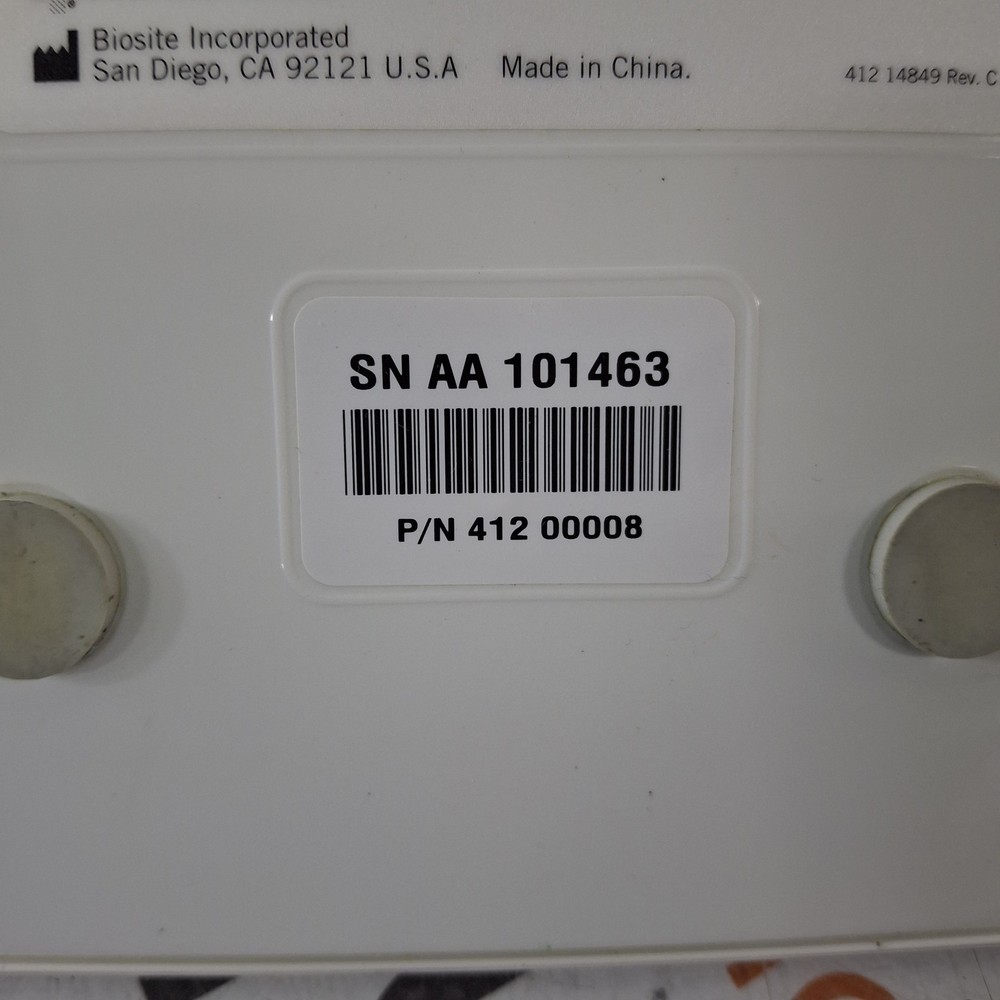 Biosite Incorporated
San Diego, CA 92121 U.S.A Made in China.
412 14849 Rev. C
SN AA 101463
P/N 412 00008